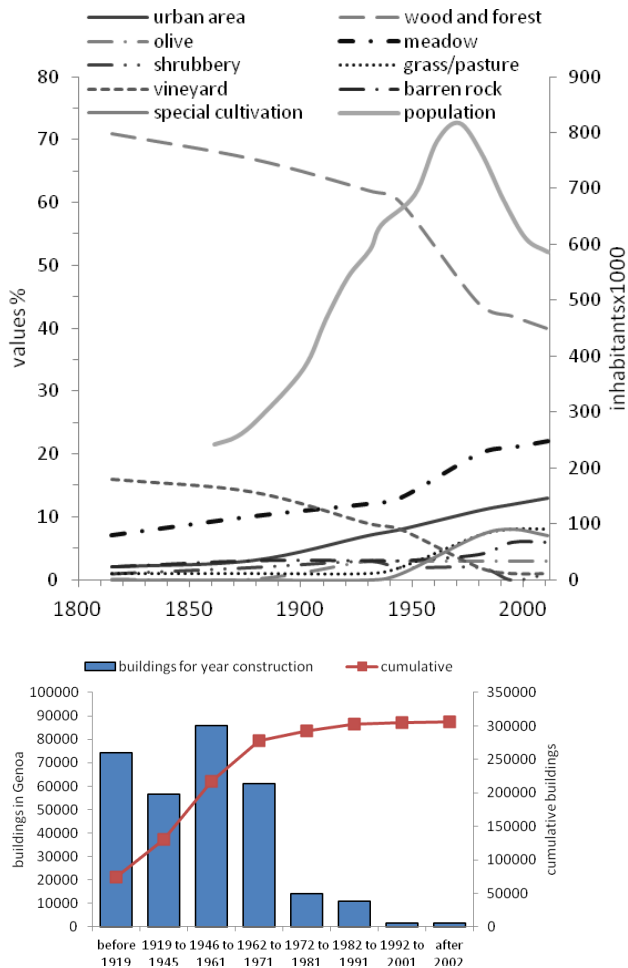 urban area wood and forest
olive meadow
shrubbery grass/pasture
vineyard barren rock
special cultivation population
values %
80
70
60
50
40
30
20
10
0
900
800
700
600
500
400
300
200
100
0
inhabitantsx1000
1800 1850 1900 1950 2000
buildings for year construction cumulative
buildings in Genoa
100000
90000
80000
70000
60000
50000
40000
30000
20000
10000
0
350000
300000
250000
200000
150000
100000
50000
0
cumulative buildings
before 1919 to 1946 to 1962 to 1972 to 1982 to 1992 to after
1919 1945 1961 1971 1981 1991 2001 2002